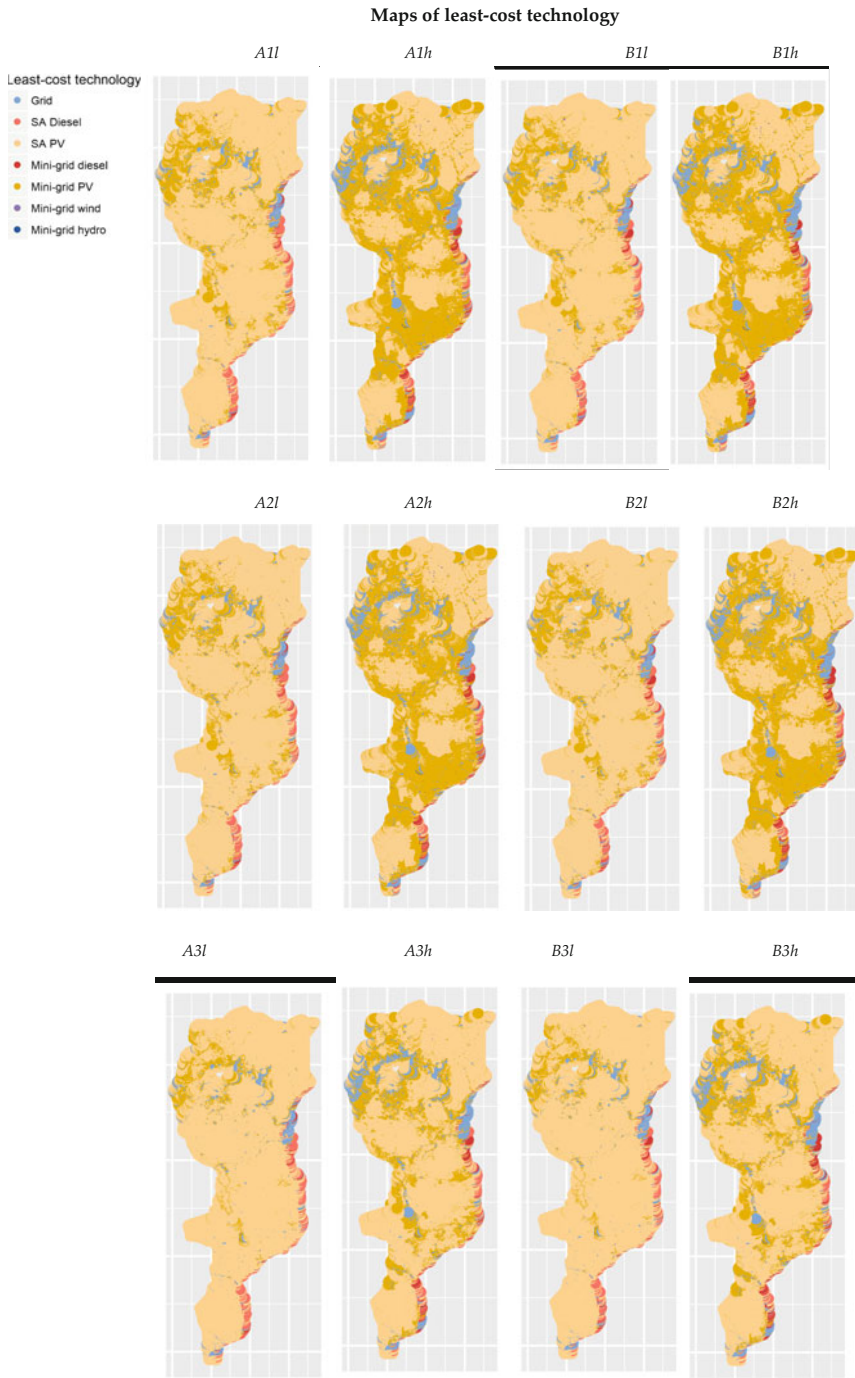 Maps of least-cost technology
A1l A1h B1l B1h
Least-cost technology
Grid
SA Diesel
SA PV
Mini-grid diesel
Mini-grid PV
Mini-grid wind
Mini-grid hydro
A2l A2h B2l B2h
A3l A3h B3l B3h